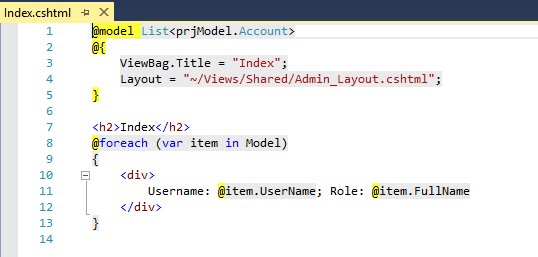 Index.cshtml
1 @model List<prjModel.Account>
2 @{
3 ViewBag.Title = "Index";
4 Layout = "~/Views/Shared/Admin_Layout.cshtml";
5 }
6
7 <h2>Index</h2>
8 @foreach (var item in Model)
9 {
10 <div>
11 Username: @item.UserName; Role: @item.FullName
12 </div>
13 }
14